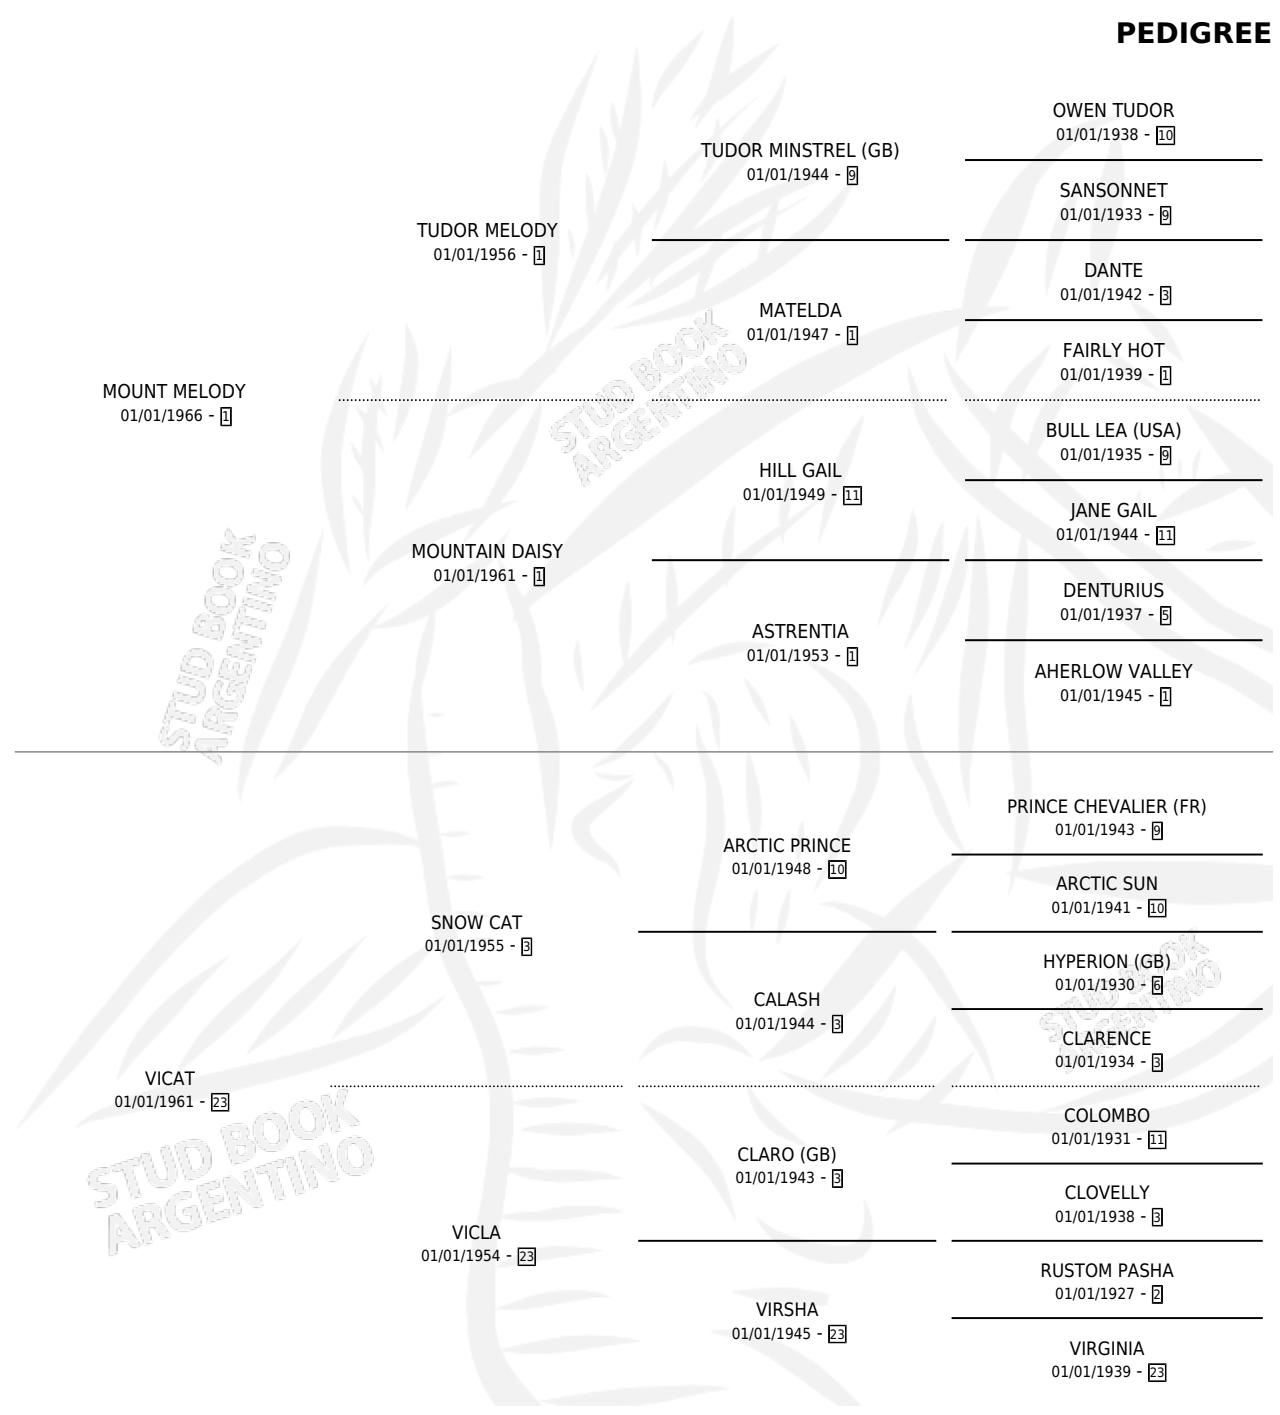 PEDIGREE
OWEN TUDOR
01/01/1938 - 10
TUDOR MINSTREL (GB)
01/01/1944 - 9
SANSONNET
01/01/1933 - 9
TUDOR MELODY
01/01/1956 - 1
DANTE
01/01/1942 - 3
MATELDA
01/01/1947 - 1
FAIRLY HOT
01/01/1939 - 1
MOUNT MELODY
01/01/1966 - 1
STUD BOOK
ARGENTINO
BULL LEA (USA)
01/01/1935 - 9
HILL GAIL
01/01/1949 - 11
JANE GAIL
01/01/1944 - 11
MOUNTAIN DAISY
01/01/1961 - 1
DENTURIUS
01/01/1937 - 5
ASTRENTIA
01/01/1953 - 1
AHERLOW VALLEY
01/01/1945 - 1
STUD BOOK
ARGENTINO
PRINCE CHEVALIER (FR)
01/01/1943 - 9
ARCTIC PRINCE
01/01/1948 - 10
ARCTIC SUN
01/01/1941 - 10
SNOW CAT
01/01/1955 - 3
HYPERION (GB)
01/01/1930 - 6
CALASH
01/01/1944 - 3
STUD BOOK
ARGENTINO
CLARENCE
01/01/1934 - 3
VICAT
01/01/1961 - 23
COLOMBO
01/01/1931 - 11
CLARO (GB)
01/01/1943 - 3
CLOVELLY
01/01/1938 - 3
STUD BOOK
ARGENTINO
VICLA
01/01/1954 - 23
RUSTOM PASHA
01/01/1927 - 2
VIRSHA
01/01/1945 - 23
VIRGINIA
01/01/1939 - 23